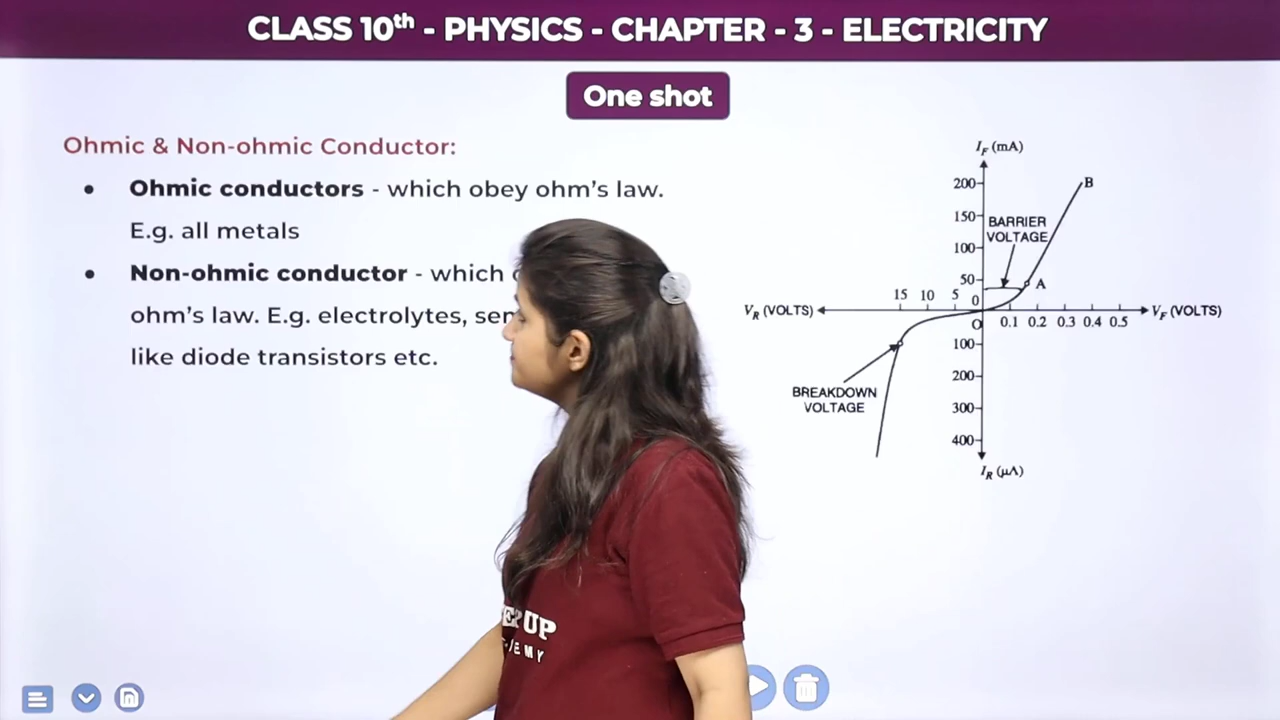 CLASS 10th - PHYSICS - CHAPTER - 3 - ELECTRICITY
One shot
Ohmic & Non-ohmic Conductor:
• Ohmic conductors - which obey ohm's law.
E.g. all metals
• Non-ohmic conductor - which
ohm's law. E.g. electrolytes,
like diode transistors etc.
IF (mA)
200
B
150
BARRIER
VOLTAGE
100
50
A
15 10 5 0
VR (VOLTS)
VF (VOLTS)
O 0.1 0.2 0.3 0.4 0.5
100
200
BREAKDOWN
VOLTAGE
300
400
IR (μA)
UP
EMY